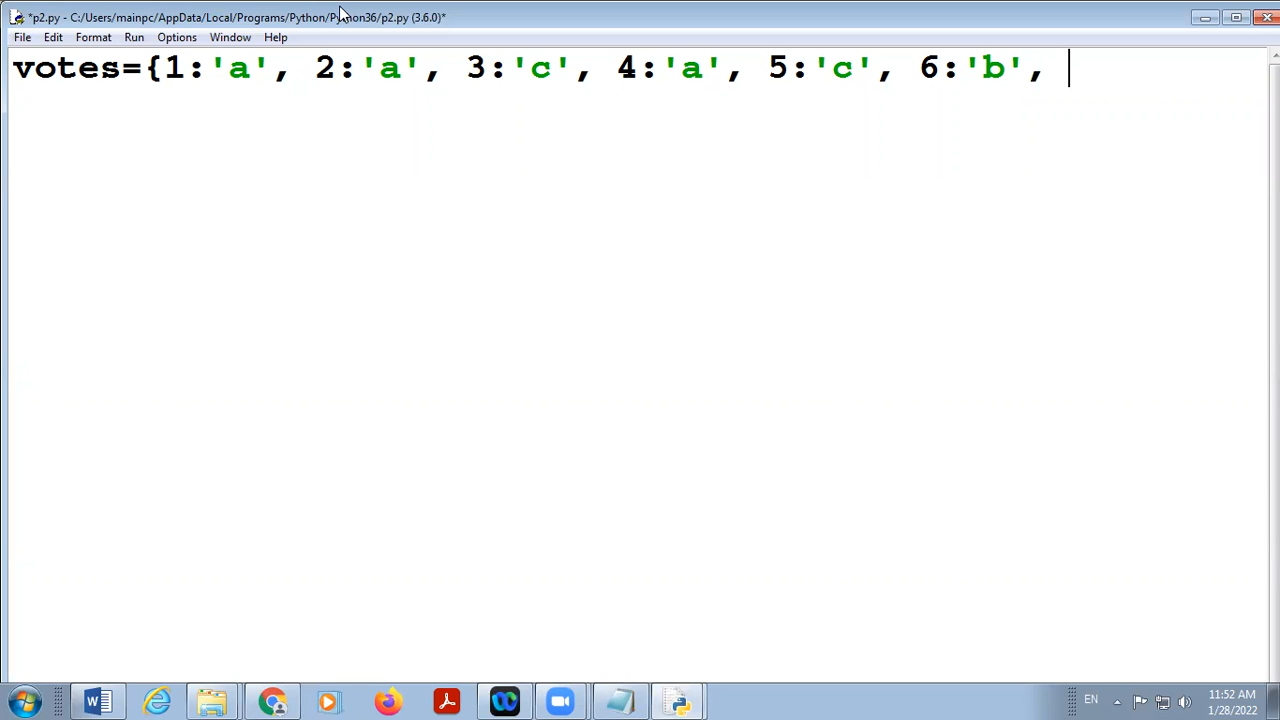 *p2.py - C:/Users/mainpc/AppData/Local/Programs/Python/Python36/p2.py (3.6.0)*
File Edit Format Run Options Window Help
votes={1:'a', 2:'a', 3:'c', 4:'a', 5:'c', 6:'b',
EN
11:52 AM
1/28/2022